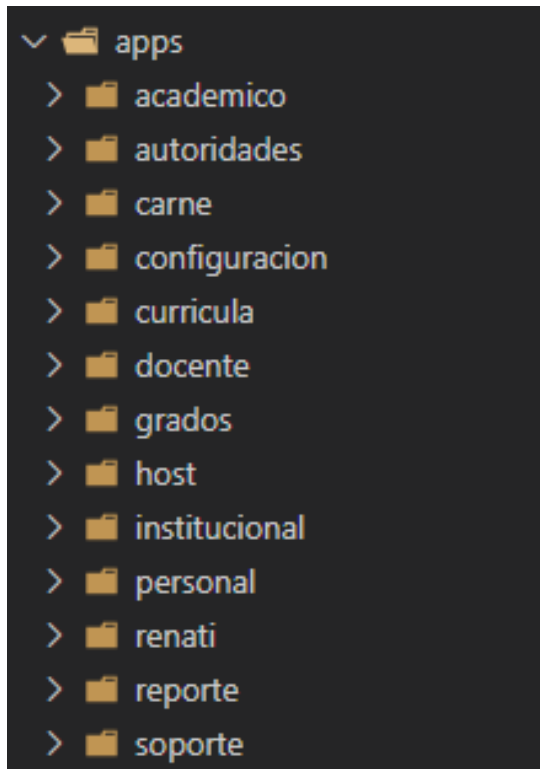 apps
academico
autoridades
carne
configuracion
curricula
docente
grados
host
institucional
personal
renati
reporte
soporte